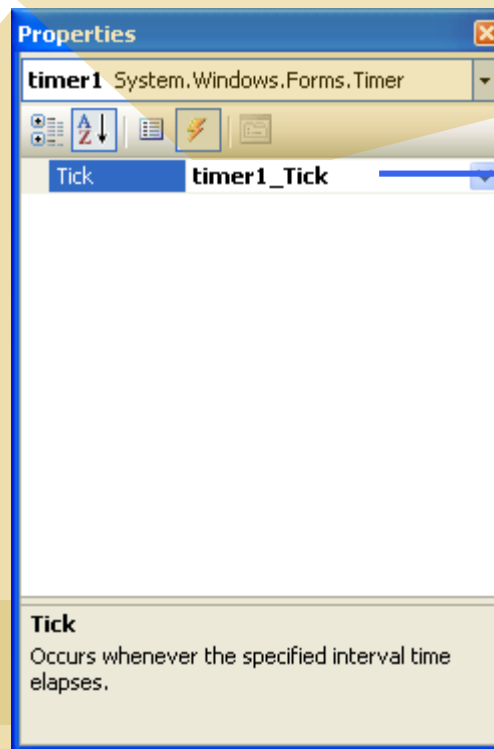 Properties
timer1 System.Windows.Forms.Timer
Tick timer1_Tick
Tick
Occurs whenever the specified interval time
elapses.